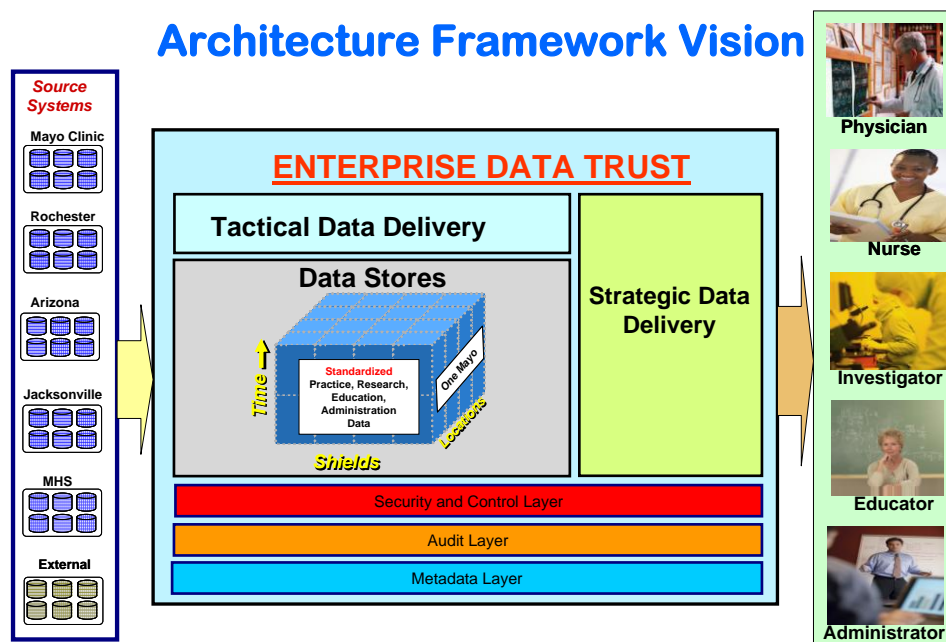 Architecture Framework Vision
Source
Systems
Mayo Clinic
Rochester
Arizona
Jacksonville
MHS
External
ENTERPRISE DATA TRUST
Tactical Data Delivery
Data Stores
Time
Standardized
Practice, Research,
Education,
Administration
Data
One Mayo
Locations
Shields
Strategic Data
Delivery
Security and Control Layer
Audit Layer
Metadata Layer
Physician
Nurse
Investigator
Educator
Administrator